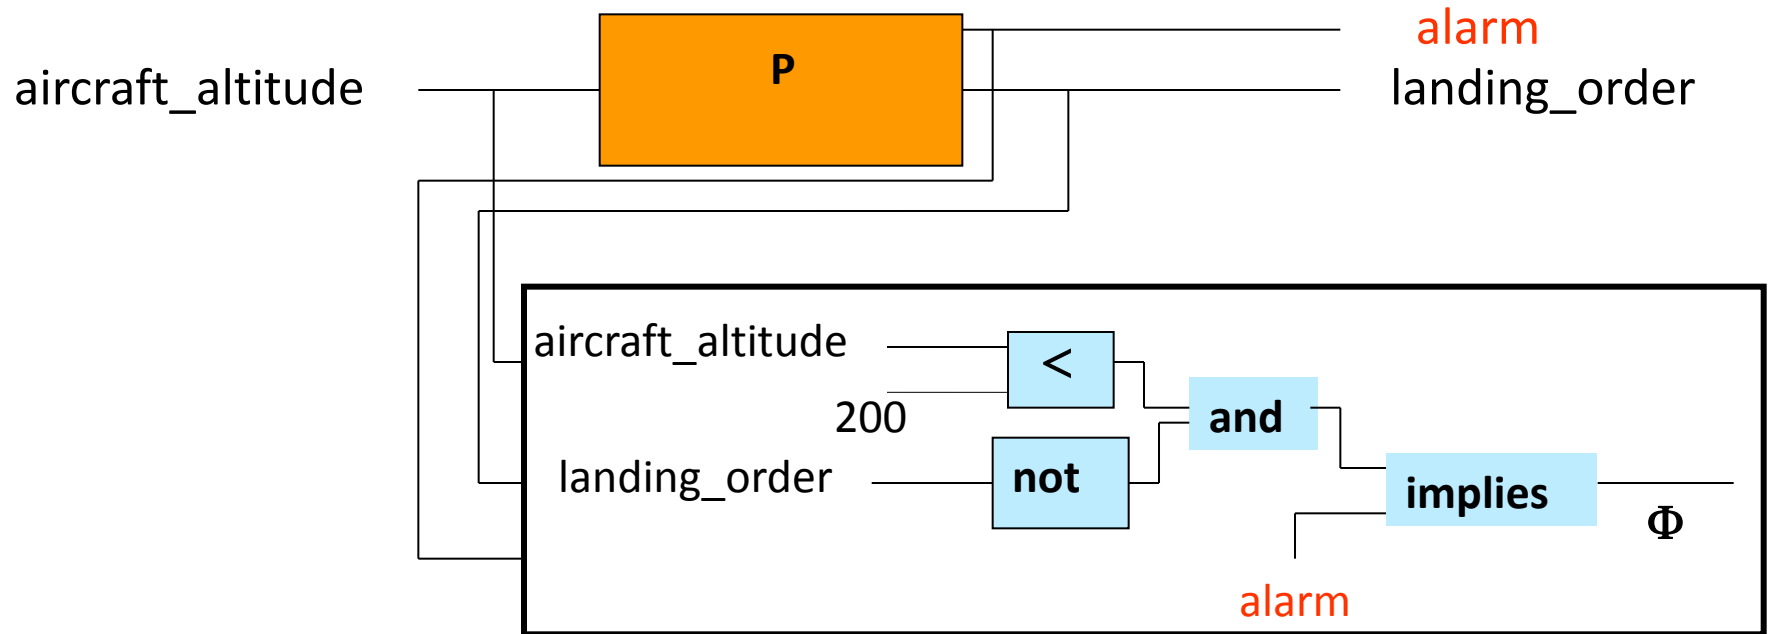 alarm
P
aircraft_altitude
landing_order
aircraft_altitude
<
200
and
landing_order
not
implies
Φ
alarm